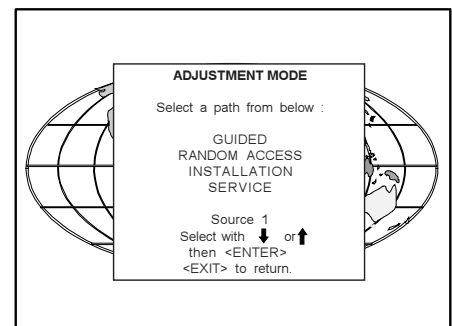 ADJUSTMENT MODE
Select a path from below :
GUIDED
RANDOM ACCESS
INSTALLATION
SERVICE
Source 1
Select with ⬇ or ⬆
then <ENTER>
<EXIT> to return.